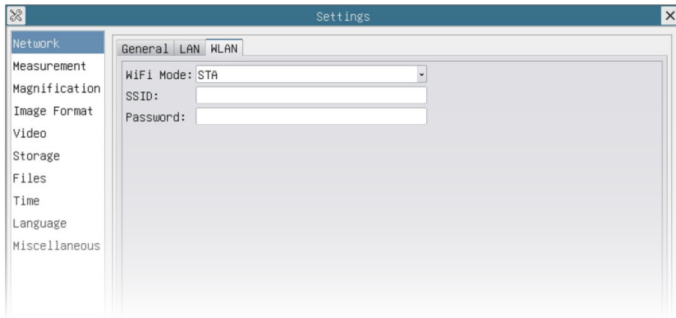 Settings
Network
Measurement
Magnification
Image Format
Video
Storage
Files
Time
Language
Miscellaneous
General LAN WLAN
WiFi Mode: STA
SSID:
Password: